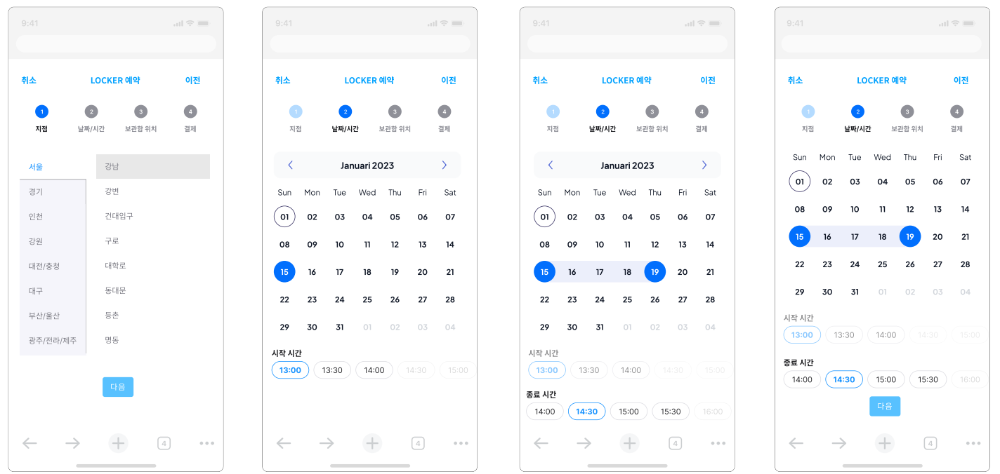 9:41
취소 LOCKER 예약 이전
1 2 3 4
지점 날짜/시간 보관함 위치 결제
서울 강남
경기 강변
인천 건대입구
강원 구로
대전/충청 대학로
대구 동대문
부산/울산 등촌
광주/전라/제주 명동
다음
4
9:41
취소 LOCKER 예약 이전
1 2 3 4
지점 날짜/시간 보관함 위치 결제
Januari 2023
Sun Mon Tue Wed Thu Fri Sat
01 02 03 04 05 06 07
08 09 10 11 12 13 14
15 16 17 18 19 20 21
22 23 24 25 26 27 28
29 30 31 01 02 03 04
시작 시간
13:00 13:30 14:00 14:30 15:00
4
9:41
취소 LOCKER 예약 이전
1 2 3 4
지점 날짜/시간 보관함 위치 결제
Januari 2023
Sun Mon Tue Wed Thu Fri Sat
01 02 03 04 05 06 07
08 09 10 11 12 13 14
15 16 17 18 19 20 21
22 23 24 25 26 27 28
29 30 31 01 02 03 04
시작 시간
13:00 13:30 14:00 14:30 15:00
종료 시간
14:00 14:30 15:00 15:30 16:00
4
9:41
취소 LOCKER 예약 이전
1 2 3 4
지점 날짜/시간 보관함 위치 결제
Sun Mon Tue Wed Thu Fri Sat
01 02 03 04 05 06 07
08 09 10 11 12 13 14
15 16 17 18 19 20 21
22 23 24 25 26 27 28
29 30 31 01 02 03 04
시작 시간
13:00 13:30 14:00 14:30 15:00
종료 시간
14:00 14:30 15:00 15:30 16:00
다음
4